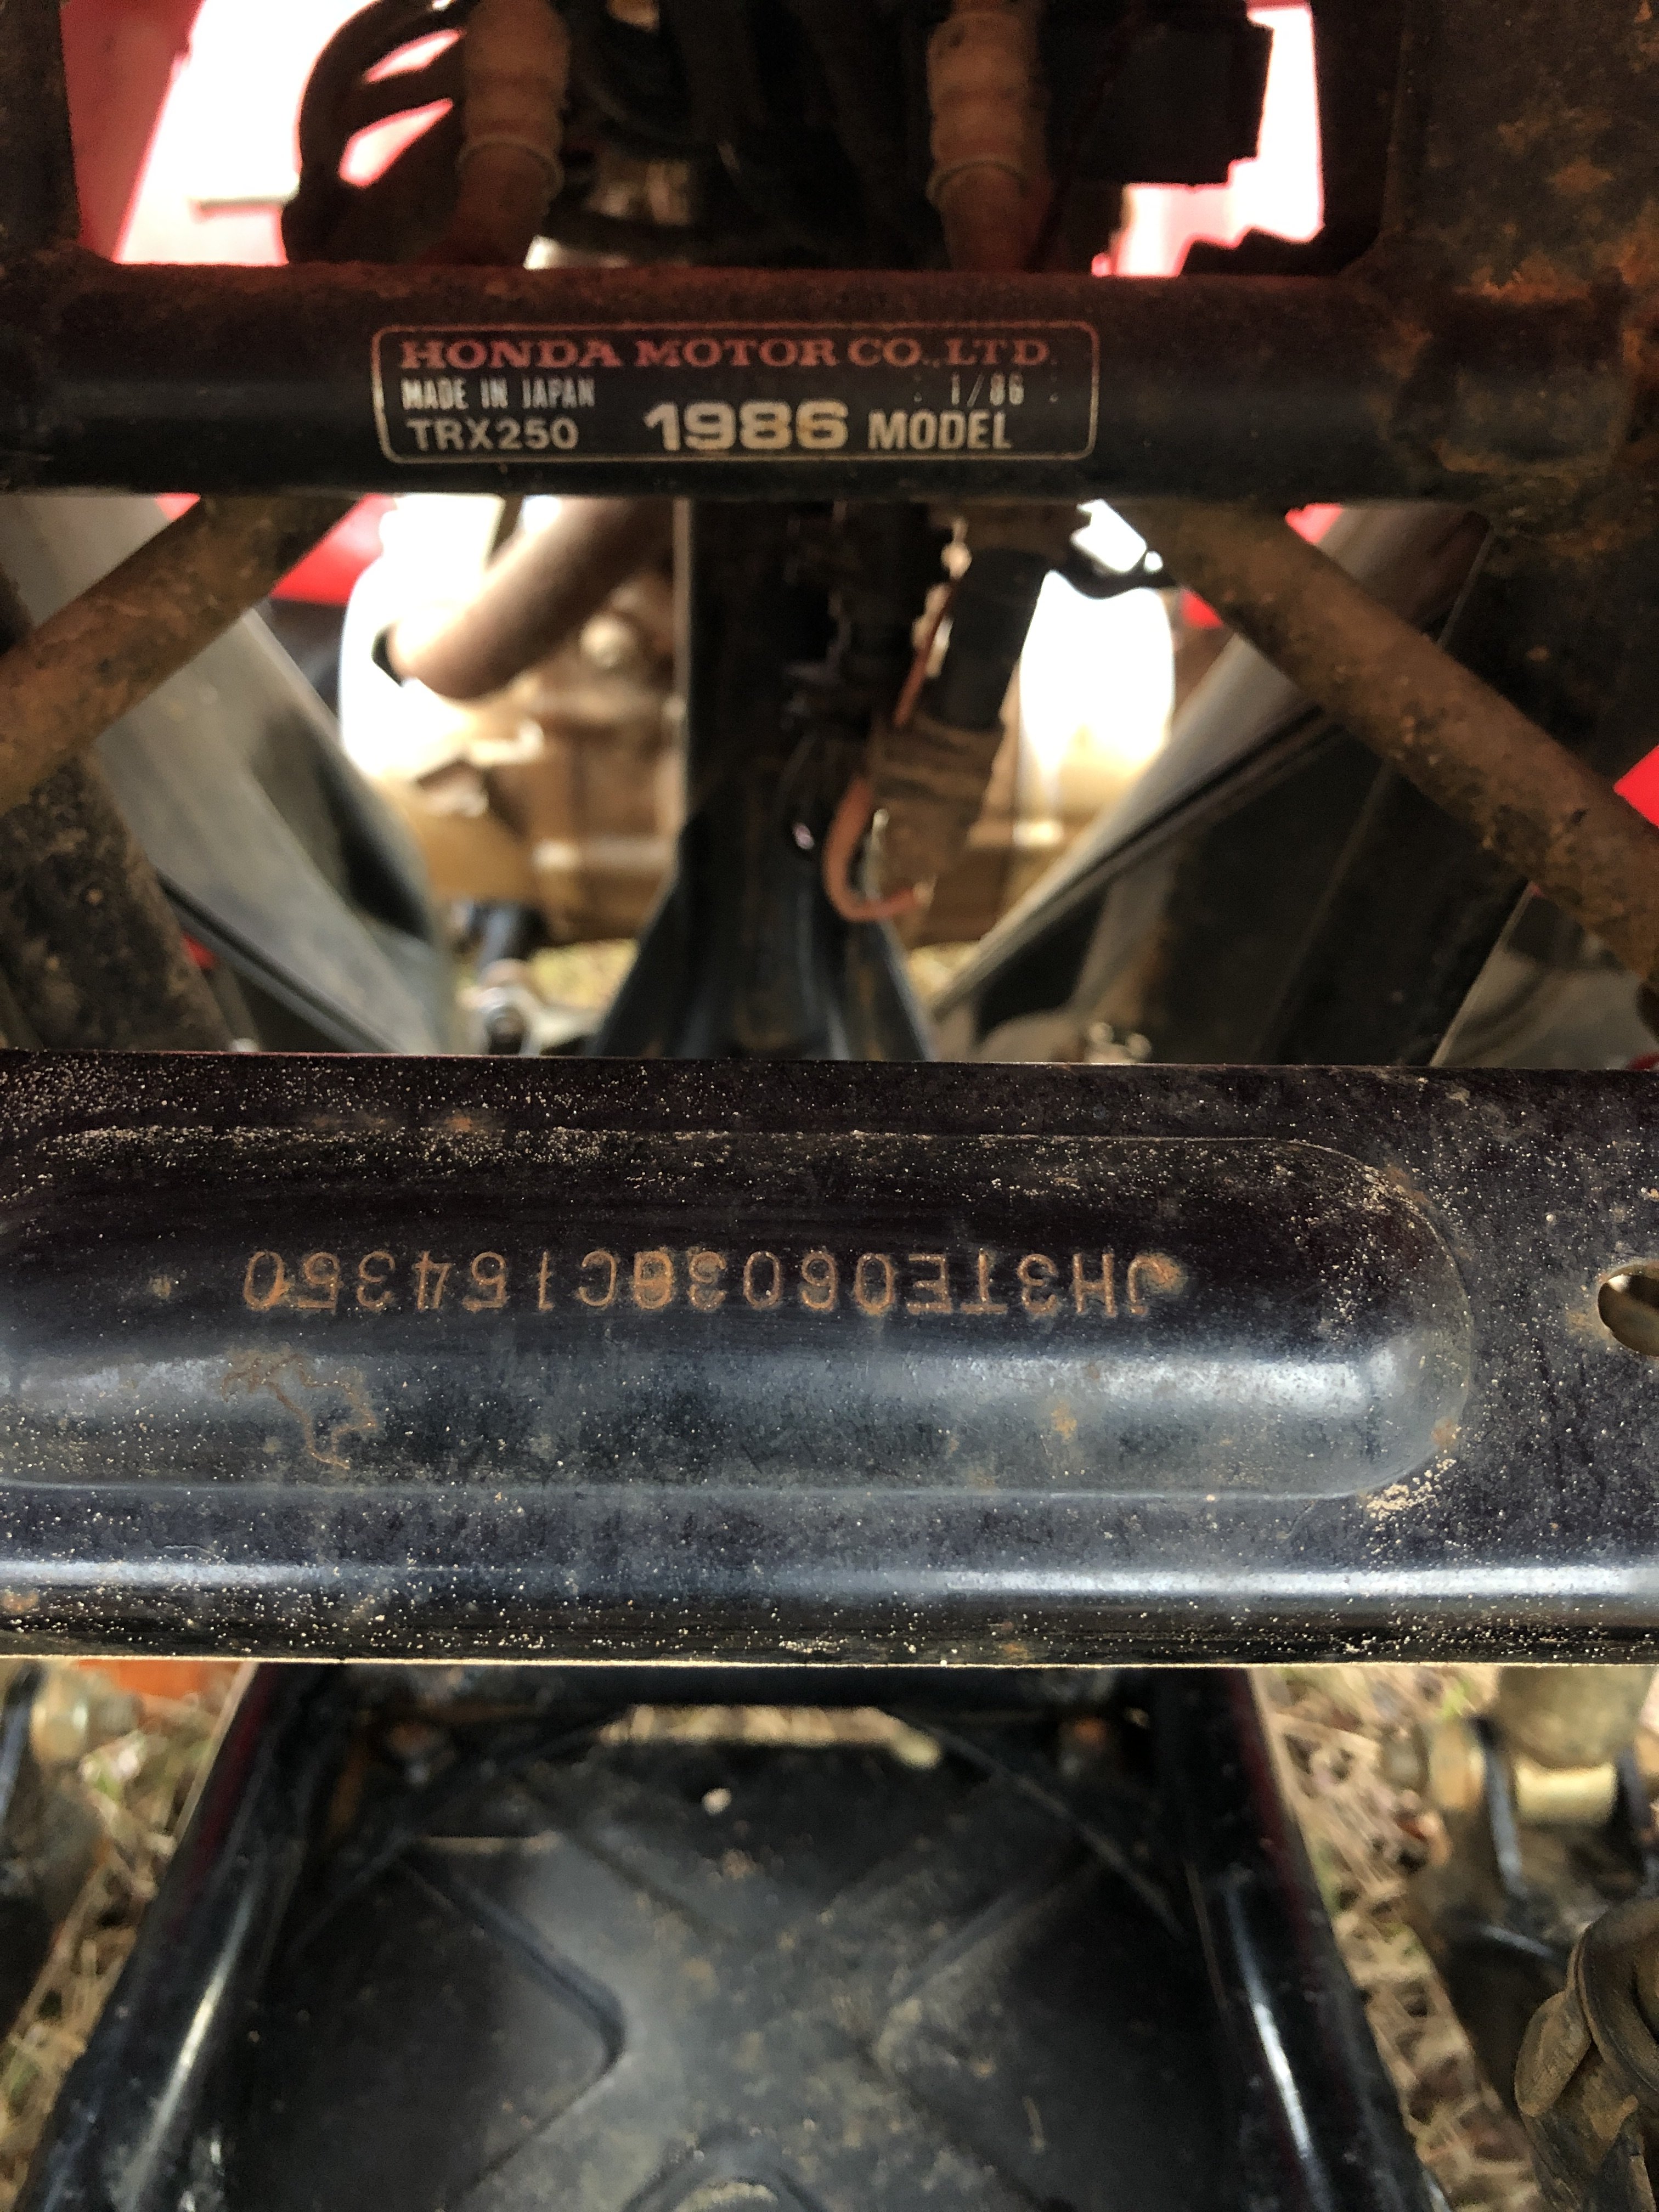 HONDA MOTOR CO., LTD.
MADE IN JAPAN 1/86
TRX250 1986 MODEL
JH3TE0603GC154350